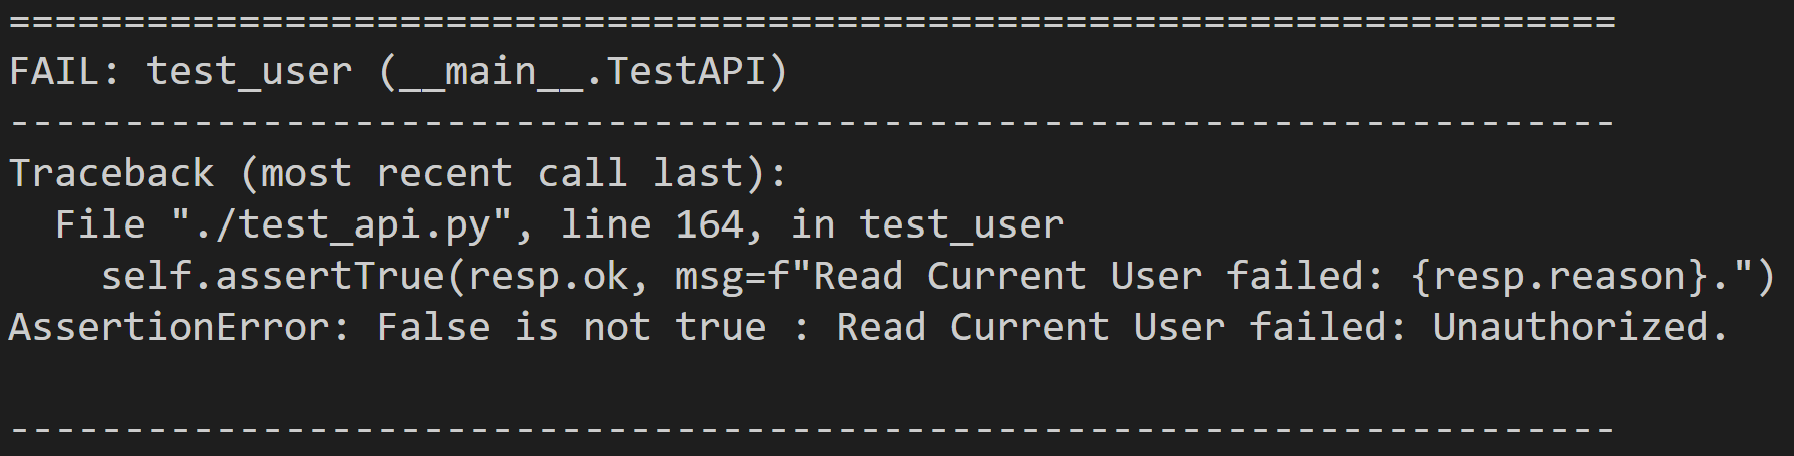 ======================================================================
FAIL: test_user (__main__.TestAPI)
----------------------------------------------------------------------
Traceback (most recent call last):
  File "./test_api.py", line 164, in test_user
    self.assertTrue(resp.ok, msg=f"Read Current User failed: {resp.reason}.")
AssertionError: False is not true : Read Current User failed: Unauthorized.

----------------------------------------------------------------------